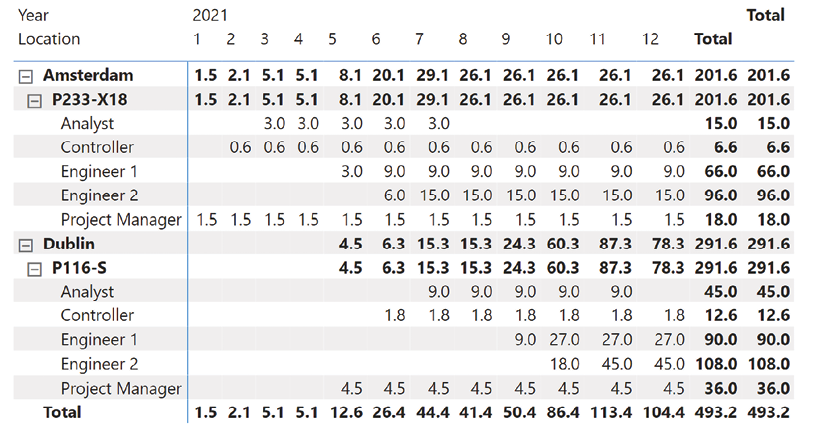 Year 2021 Total
Location 1 2 3 4 5 6 7 8 9 10 11 12 Total
Amsterdam 1.5 2.1 5.1 5.1 8.1 20.1 29.1 26.1 26.1 26.1 26.1 26.1 201.6 201.6
P233-X18 1.5 2.1 5.1 5.1 8.1 20.1 29.1 26.1 26.1 26.1 26.1 26.1 201.6 201.6
Analyst 3.0 3.0 3.0 3.0 3.0 15.0 15.0
Controller 0.6 0.6 0.6 0.6 0.6 0.6 0.6 0.6 0.6 0.6 0.6 6.6 6.6
Engineer 1 3.0 9.0 9.0 9.0 9.0 9.0 9.0 9.0 66.0 66.0
Engineer 2 6.0 15.0 15.0 15.0 15.0 15.0 15.0 96.0 96.0
Project Manager 1.5 1.5 1.5 1.5 1.5 1.5 1.5 1.5 1.5 1.5 1.5 1.5 18.0 18.0
Dublin 4.5 6.3 15.3 15.3 24.3 60.3 87.3 78.3 291.6 291.6
P116-S 4.5 6.3 15.3 15.3 24.3 60.3 87.3 78.3 291.6 291.6
Analyst 9.0 9.0 9.0 9.0 9.0 45.0 45.0
Controller 1.8 1.8 1.8 1.8 1.8 1.8 1.8 12.6 12.6
Engineer 1 9.0 27.0 27.0 27.0 90.0 90.0
Engineer 2 18.0 45.0 45.0 108.0 108.0
Project Manager 4.5 4.5 4.5 4.5 4.5 4.5 4.5 4.5 36.0 36.0
Total 1.5 2.1 5.1 5.1 12.6 26.4 44.4 41.4 50.4 86.4 113.4 104.4 493.2 493.2